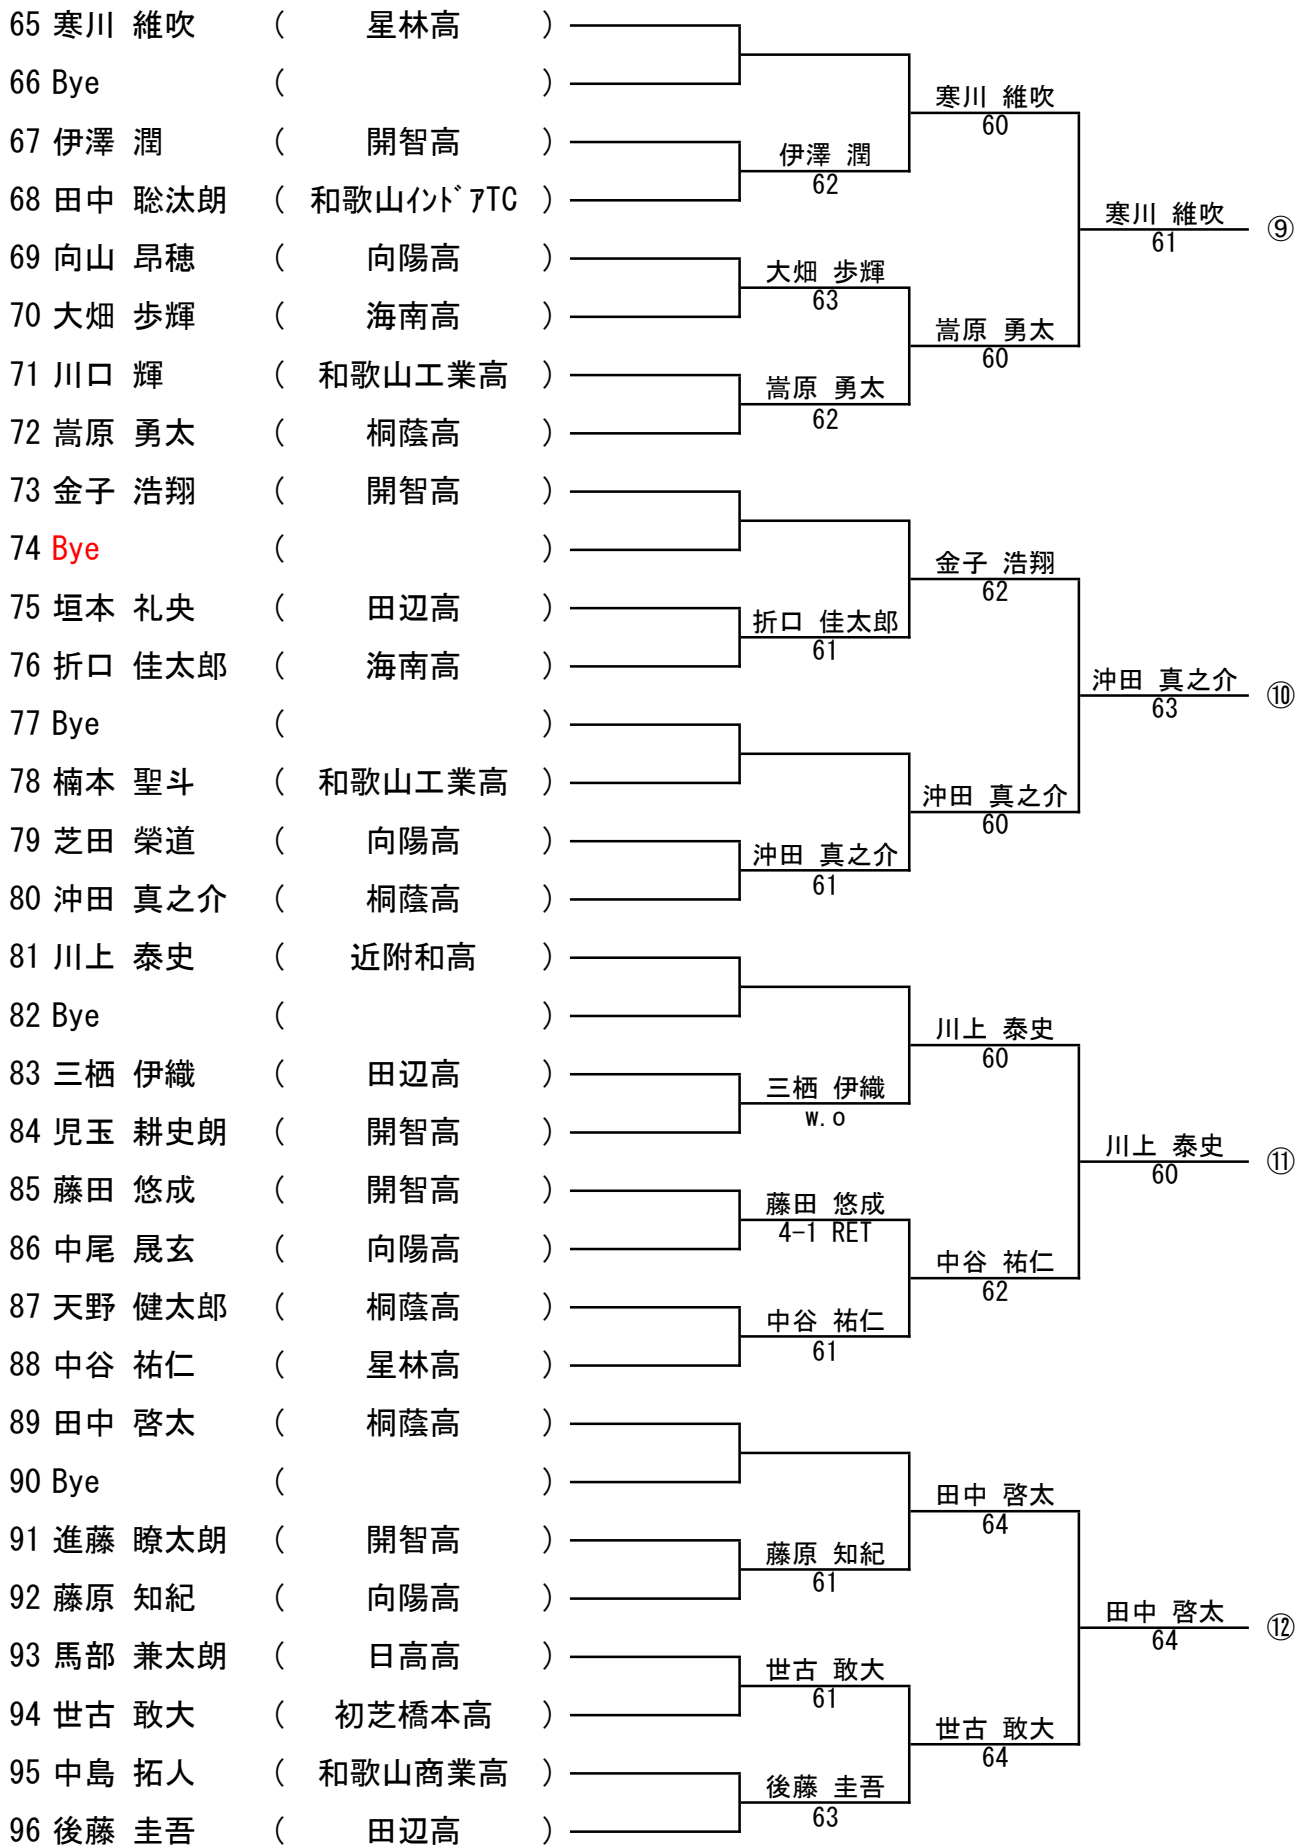 65 寒川 維吹 ( 星林高 )
66 Bye ( )
寒川 維吹
60
67 伊澤 潤 ( 開智高 )
伊澤 潤
62
68 田中 聡汰朗 ( 和歌山インドアTC )
寒川 維吹 ⑨
61
69 向山 昂穂 ( 向陽高 )
大畑 歩輝
63
70 大畑 歩輝 ( 海南高 )
嵩原 勇太
60
71 川口 輝 ( 和歌山工業高 )
嵩原 勇太
62
72 嵩原 勇太 ( 桐蔭高 )
73 金子 浩翔 ( 開智高 )
74 Bye ( )
金子 浩翔
62
75 垣本 礼央 ( 田辺高 )
折口 佳太郎
61
76 折口 佳太郎 ( 海南高 )
沖田 真之介 ⑩
63
77 Bye ( )
78 楠本 聖斗 ( 和歌山工業高 )
沖田 真之介
60
79 芝田 榮道 ( 向陽高 )
沖田 真之介
61
80 沖田 真之介 ( 桐蔭高 )
81 川上 泰史 ( 近附和高 )
82 Bye ( )
川上 泰史
60
83 三栖 伊織 ( 田辺高 )
三栖 伊織
w.o
84 児玉 耕史朗 ( 開智高 )
川上 泰史 ⑪
60
85 藤田 悠成 ( 開智高 )
藤田 悠成
4-1 RET
86 中尾 晟玄 ( 向陽高 )
中谷 祐仁
62
87 天野 健太郎 ( 桐蔭高 )
中谷 祐仁
61
88 中谷 祐仁 ( 星林高 )
89 田中 啓太 ( 桐蔭高 )
90 Bye ( )
田中 啓太
64
91 進藤 瞭太朗 ( 開智高 )
藤原 知紀
61
92 藤原 知紀 ( 向陽高 )
田中 啓太 ⑫
64
93 馬部 兼太朗 ( 日高高 )
世古 敢大
61
94 世古 敢大 ( 初芝橋本高 )
世古 敢大
64
95 中島 拓人 ( 和歌山商業高 )
後藤 圭吾
63
96 後藤 圭吾 ( 田辺高 )